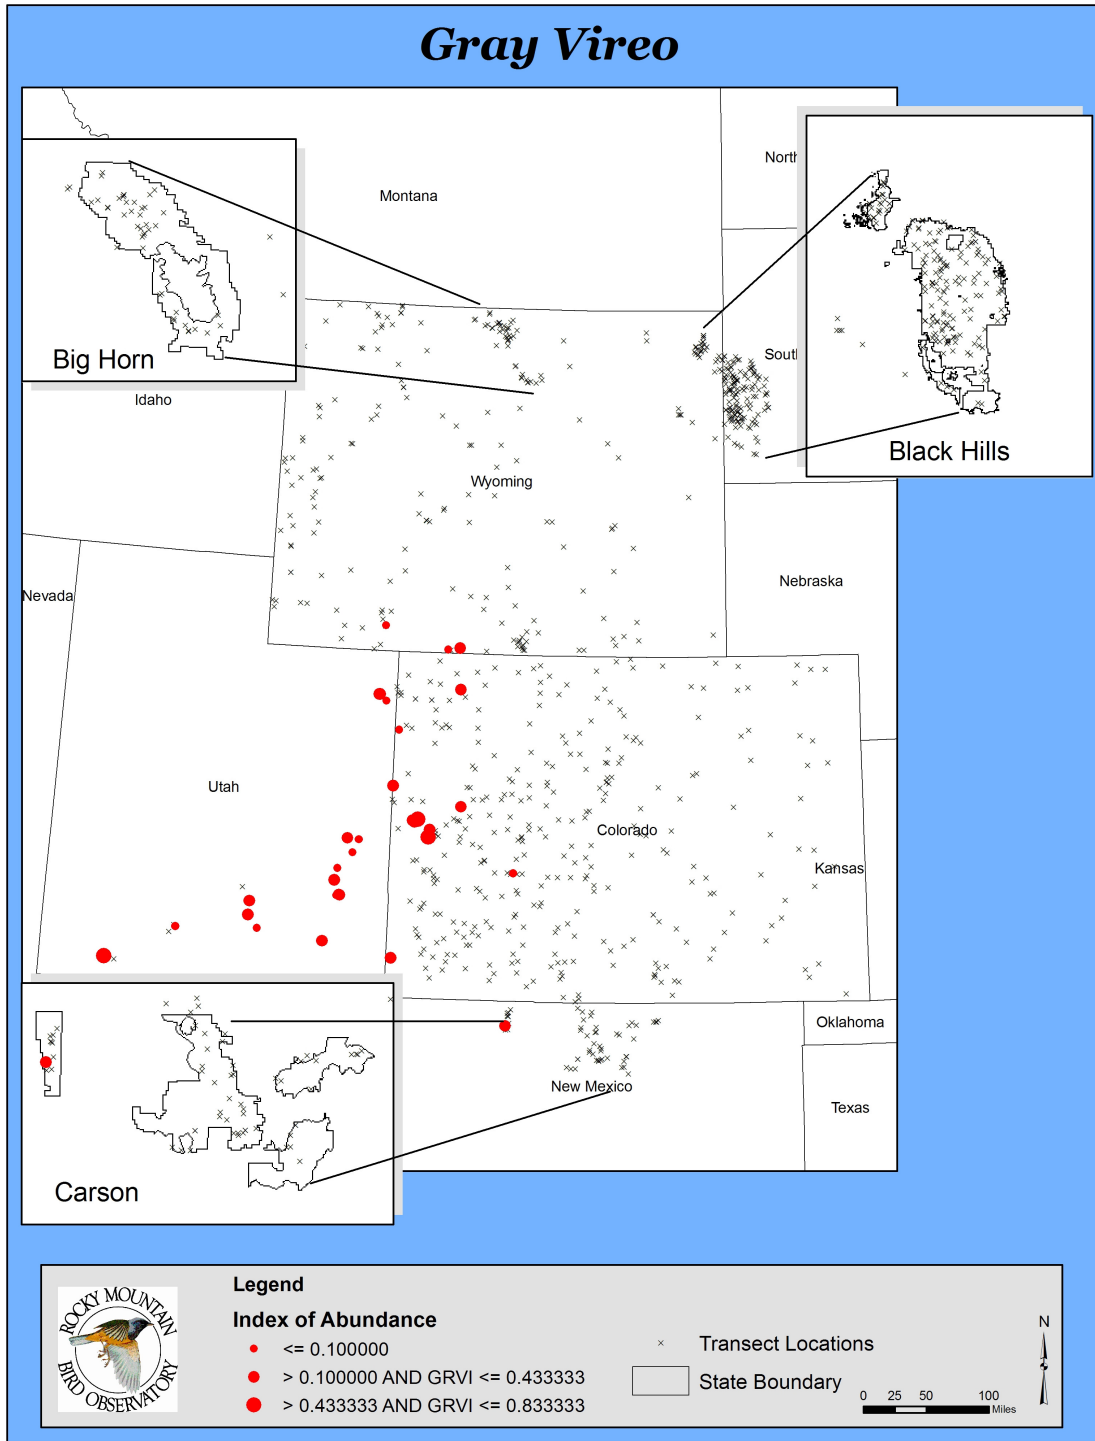 Gray Vireo
Montana
North
Big Horn
Idaho
South
Black Hills
Wyoming
Nevada
Nebraska
Utah
Colorado
Kansas
Oklahoma
New Mexico
Texas
Carson
Legend
Index of Abundance
<= 0.100000
> 0.100000 AND GRVI <= 0.433333
> 0.433333 AND GRVI <= 0.833333
Transect Locations
State Boundary
ROCKY MOUNTAIN
BIRD OBSERVATORY
N
0 25 50 100
Miles